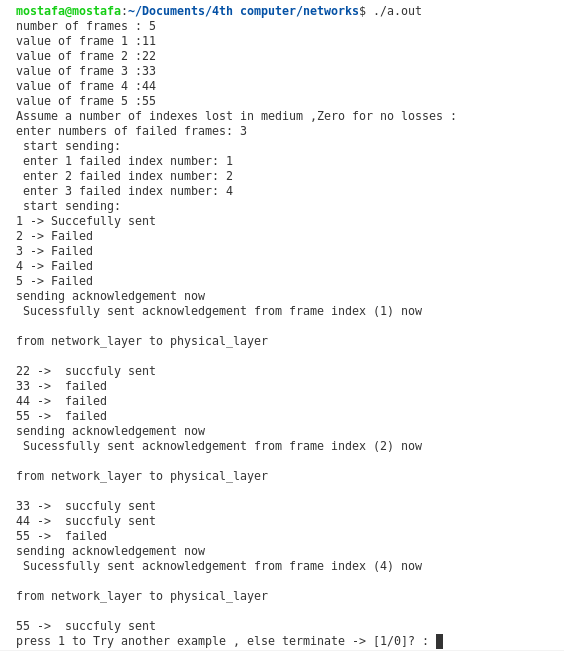 mostafa@mostafa:~/Documents/4th computer/networks$ ./a.out
number of frames : 5
value of frame 1 :11
value of frame 2 :22
value of frame 3 :33
value of frame 4 :44
value of frame 5 :55
Assume a number of indexes lost in medium ,Zero for no losses :
enter numbers of failed frames: 3
 start sending:
 enter 1 failed index number: 1
 enter 2 failed index number: 2
 enter 3 failed index number: 4
 start sending:
1 -> Succefully sent
2 -> Failed
3 -> Failed
4 -> Failed
5 -> Failed
sending acknowledgement now
 Sucessfully sent acknowledgement from frame index (1) now

from network_layer to physical_layer

22 ->  succfuly sent
33 ->  failed
44 ->  failed
55 ->  failed
sending acknowledgement now
 Sucessfully sent acknowledgement from frame index (2) now

from network_layer to physical_layer

33 ->  succfuly sent
44 ->  succfuly sent
55 ->  failed
sending acknowledgement now
 Sucessfully sent acknowledgement from frame index (4) now

from network_layer to physical_layer

55 ->  succfuly sent
press 1 to Try another example , else terminate -> [1/0]? :